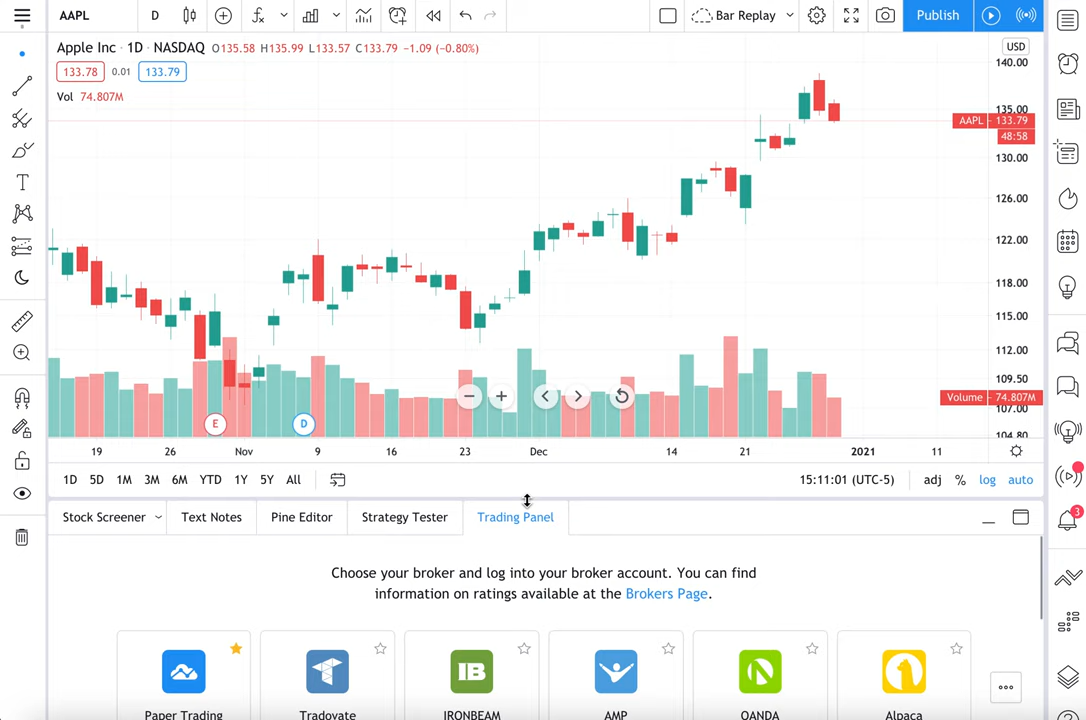 AAPL D Bar Replay Publish
Apple Inc · 1D · NASDAQ O135.58 H135.99 L133.57 C133.79 −1.09 (−0.80%) USD
133.78 0.01 133.79
Vol 74.807M
140.00
135.00
AAPL 133.79
48:58
130.00
126.00
122.00
118.00
115.00
112.00
109.50
Volume 74.807M
107.00
104.80
E D
19 26 Nov 9 16 23 Dec 14 21 2021 11
1D 5D 1M 3M 6M YTD 1Y 5Y All 15:11:01 (UTC-5) adj % log auto
3
Stock Screener Text Notes Pine Editor Strategy Tester Trading Panel
Choose your broker and log into your broker account. You can find
information on ratings available at the Brokers Page.
IB
Paper Trading Tradovate IRONBEAM AMP OANDA Alpaca